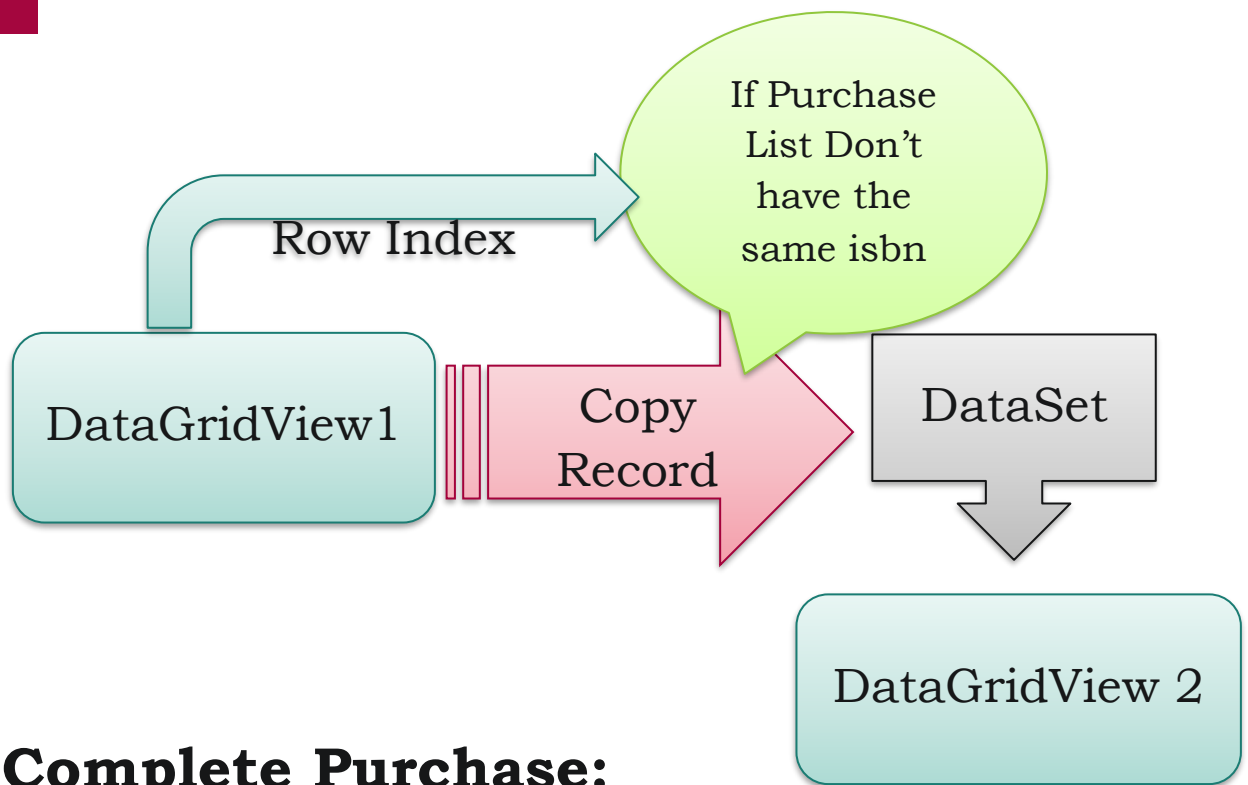 If Purchase
List Don’t
have the
same isbn
Row Index
DataGridView1
Copy
Record
DataSet
DataGridView 2
Complete Purchase: